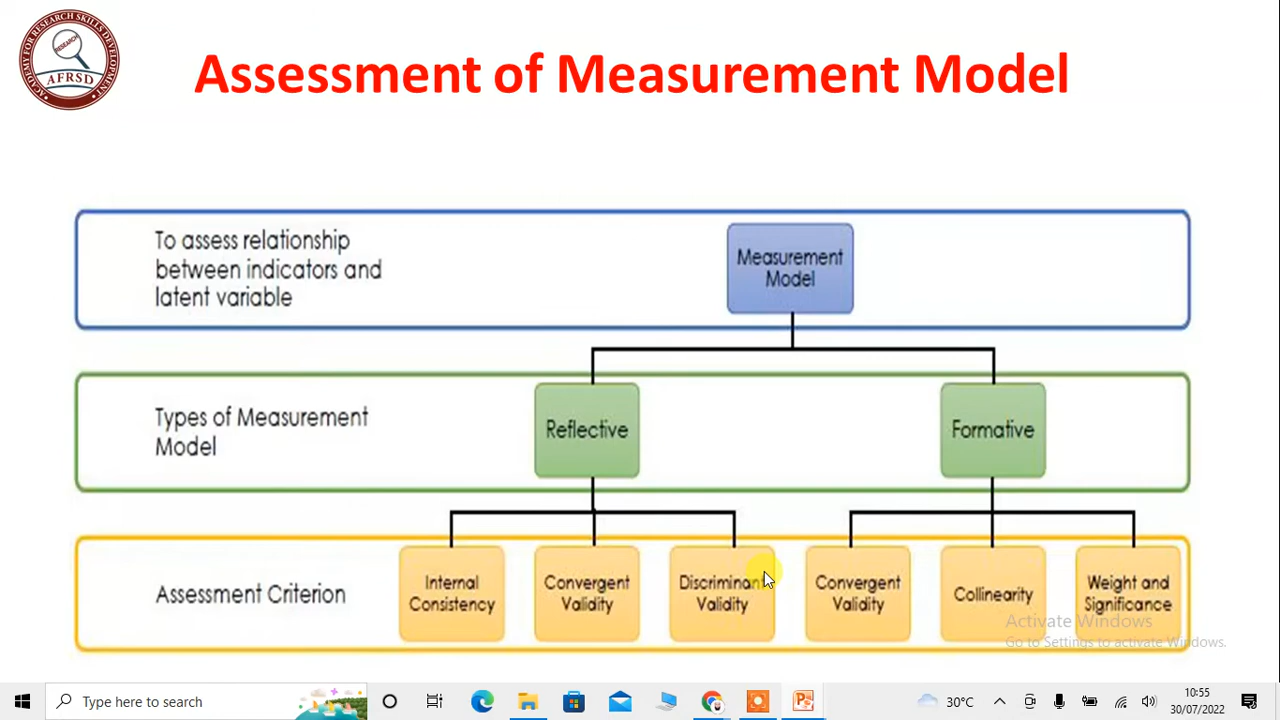 ACADEMY FOR RESEARCH SKILLS DEVELOPMENT
RESEARCH
AFRSD
Assessment of Measurement Model
To assess relationship
between indicators and
latent variable
Measurement
Model
Types of Measurement
Model
Reflective
Formative
Assessment Criterion
Internal
Consistency
Convergent
Validity
Discriminant
Validity
Convergent
Validity
Collinearity
Weight and
Significance
Activate Windows
Go to Settings to activate Windows.
Type here to search
30°C
10:55
30/07/2022